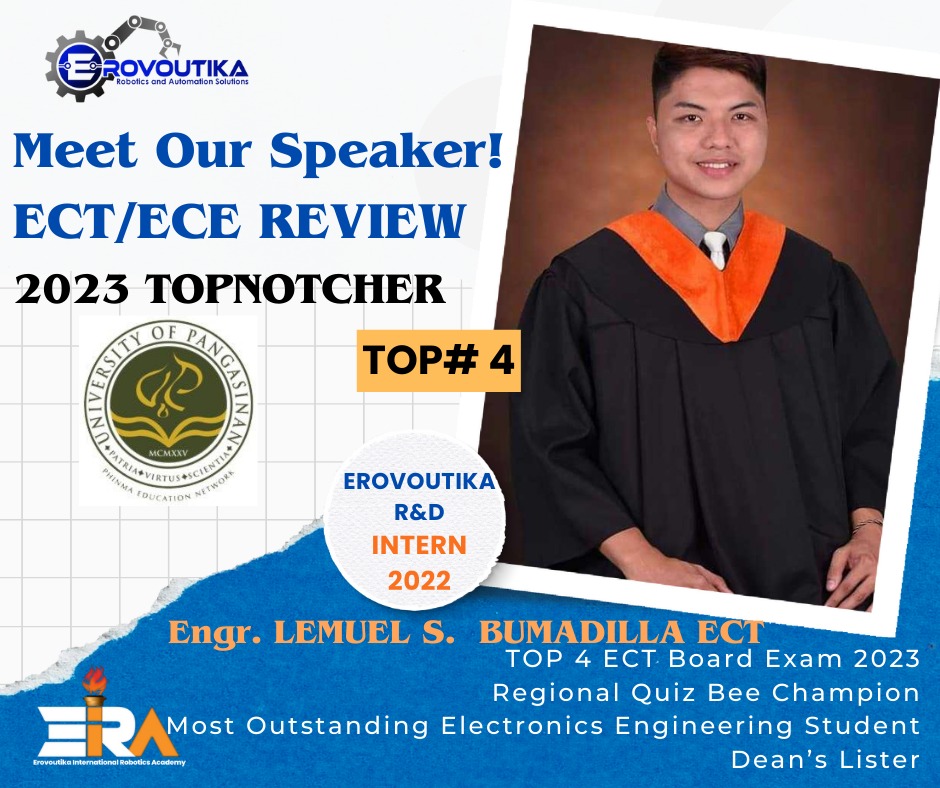 EROVOUTIKA
Robotics and Automation Solutions
Meet Our Speaker!
ECT/ECE REVIEW
2023 TOPNOTCHER
TOP# 4
UNIVERSITY OF PANGASINAN
MCMXXV
PATRIA VIRTUS SCIENTIA
PHINMA EDUCATION NETWORK
EROVOUTIKA
R&D
INTERN
2022
Engr. LEMUEL S. BUMADILLA ECT
TOP 4 ECT Board Exam 2023
Regional Quiz Bee Champion
Most Outstanding Electronics Engineering Student
Dean's Lister
EIRA
Erovoutika International Robotics Academy